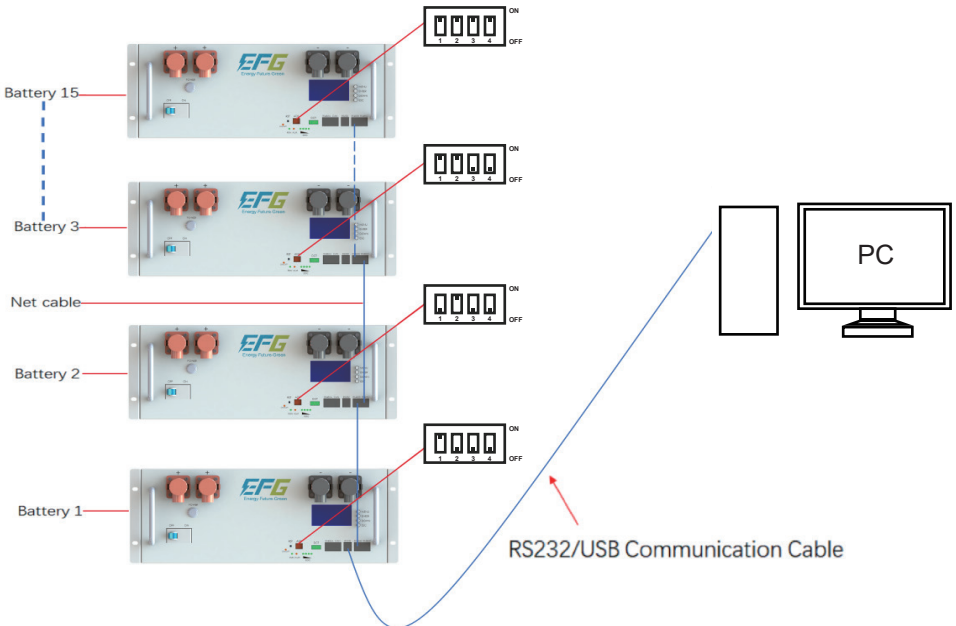 ON
1 2 3 4
OFF
+ + - -
EFG
Energy Future Green
Battery 15
ON
1 2 3 4
OFF
+ + - -
EFG
Energy Future Green
Battery 3
PC
Net cable
ON
1 2 3 4
OFF
+ + - -
EFG
Energy Future Green
Battery 2
ON
1 2 3 4
OFF
+ + - -
EFG
Energy Future Green
Battery 1
RS232/USB Communication Cable